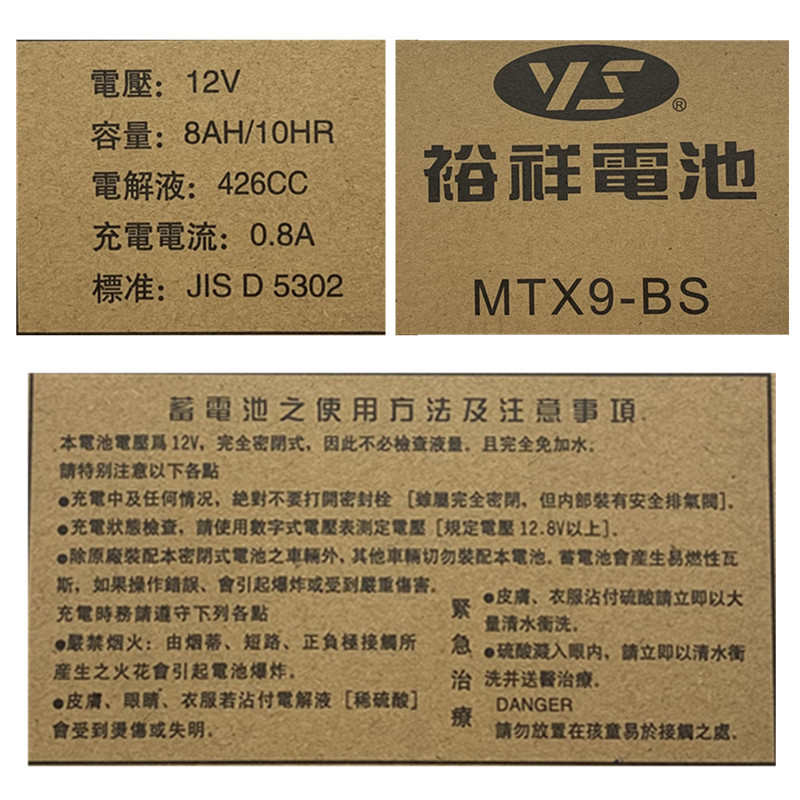 電壓：12V
容量：8AH/10HR
電解液：426CC
充電電流：0.8A
標准：JIS D 5302
YS®
裕祥電池
MTX9-BS
蓄電池之使用方法及注意事項.
本電池電壓爲12V，完全密閉式，因此不必檢查液量.且完全免加水.
請特别注意以下各點
●充電中及任何情况，絶對不要打開密封栓［雖屬完全密閉，但内部裝有安全排氣閥］.
●充電狀態檢查，請使用數字式電壓表測定電壓［規定電壓12.8V以上］.
●除原廠裝配本密閉式電池之車輛外，其他車輛切勿裝配本電池.蓄電池會産生易燃性瓦
斯，如果操作錯誤、會引起爆炸或受到嚴重傷害.
充電時務請遵守下列各點
●嚴禁烟火：由烟蒂、短路、正負極接觸所
産生之火花會引起電池爆炸.
●皮膚、眼睛、衣服若沾付電解液［稀硫酸］
會受到燙傷或失明.
緊急治療
●皮膚、衣服沾付硫酸請立即以大
量清水衝洗.
●硫酸濺入眼内，請立即以清水衝
洗并送醫治療.
DANGER
請勿放置在孩童易於接觸之處.